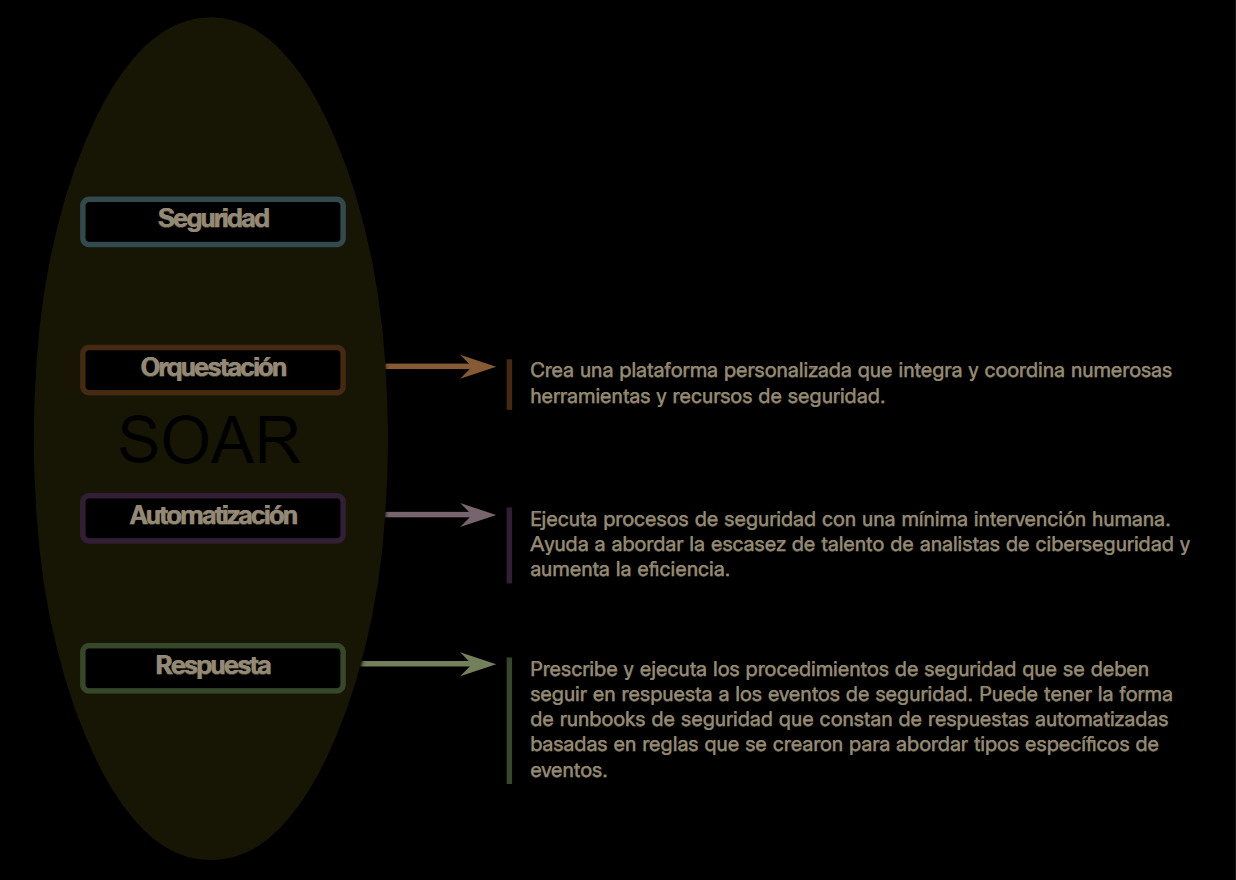 Seguridad
Orquestación
Crea una plataforma personalizada que integra y coordina numerosas
herramientas y recursos de seguridad.
SOAR
Automatización
Ejecuta procesos de seguridad con una mínima intervención humana.
Ayuda a abordar la escasez de talento de analistas de ciberseguridad y
aumenta la eficiencia.
Respuesta
Prescribe y ejecuta los procedimientos de seguridad que se deben
seguir en respuesta a los eventos de seguridad. Puede tener la forma
de runbooks de seguridad que constan de respuestas automatizadas
basadas en reglas que se crearon para abordar tipos específicos de
eventos.